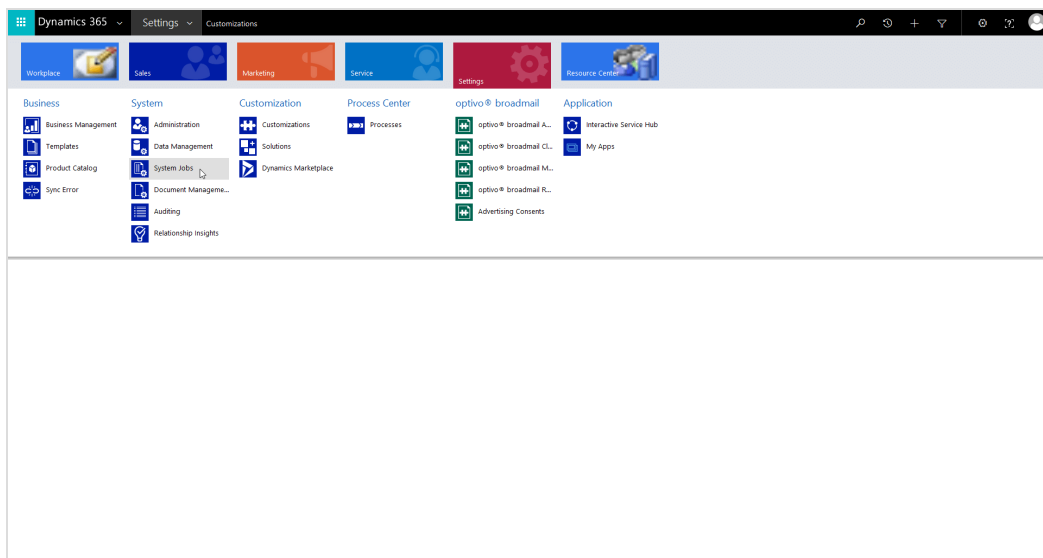 Dynamics 365 Settings Customizations
Workplace Sales Marketing Service Settings Resource Center
Business System Customization Process Center optivo® broadmail Application
Business Management Administration Customizations Processes optivo® broadmail A... Interactive Service Hub
Templates Data Management Solutions optivo® broadmail Cl... My Apps
Product Catalog System Jobs Dynamics Marketplace optivo® broadmail M...
Sync Error Document Manageme... optivo® broadmail R...
Auditing Advertising Consents
Relationship Insights